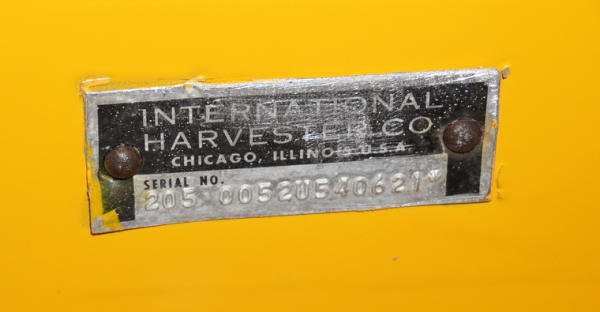 INTERNATIONAL
HARVESTER CO.
CHICAGO, ILLINOIS U.S.A.
SERIAL NO.
205 0052U540621*